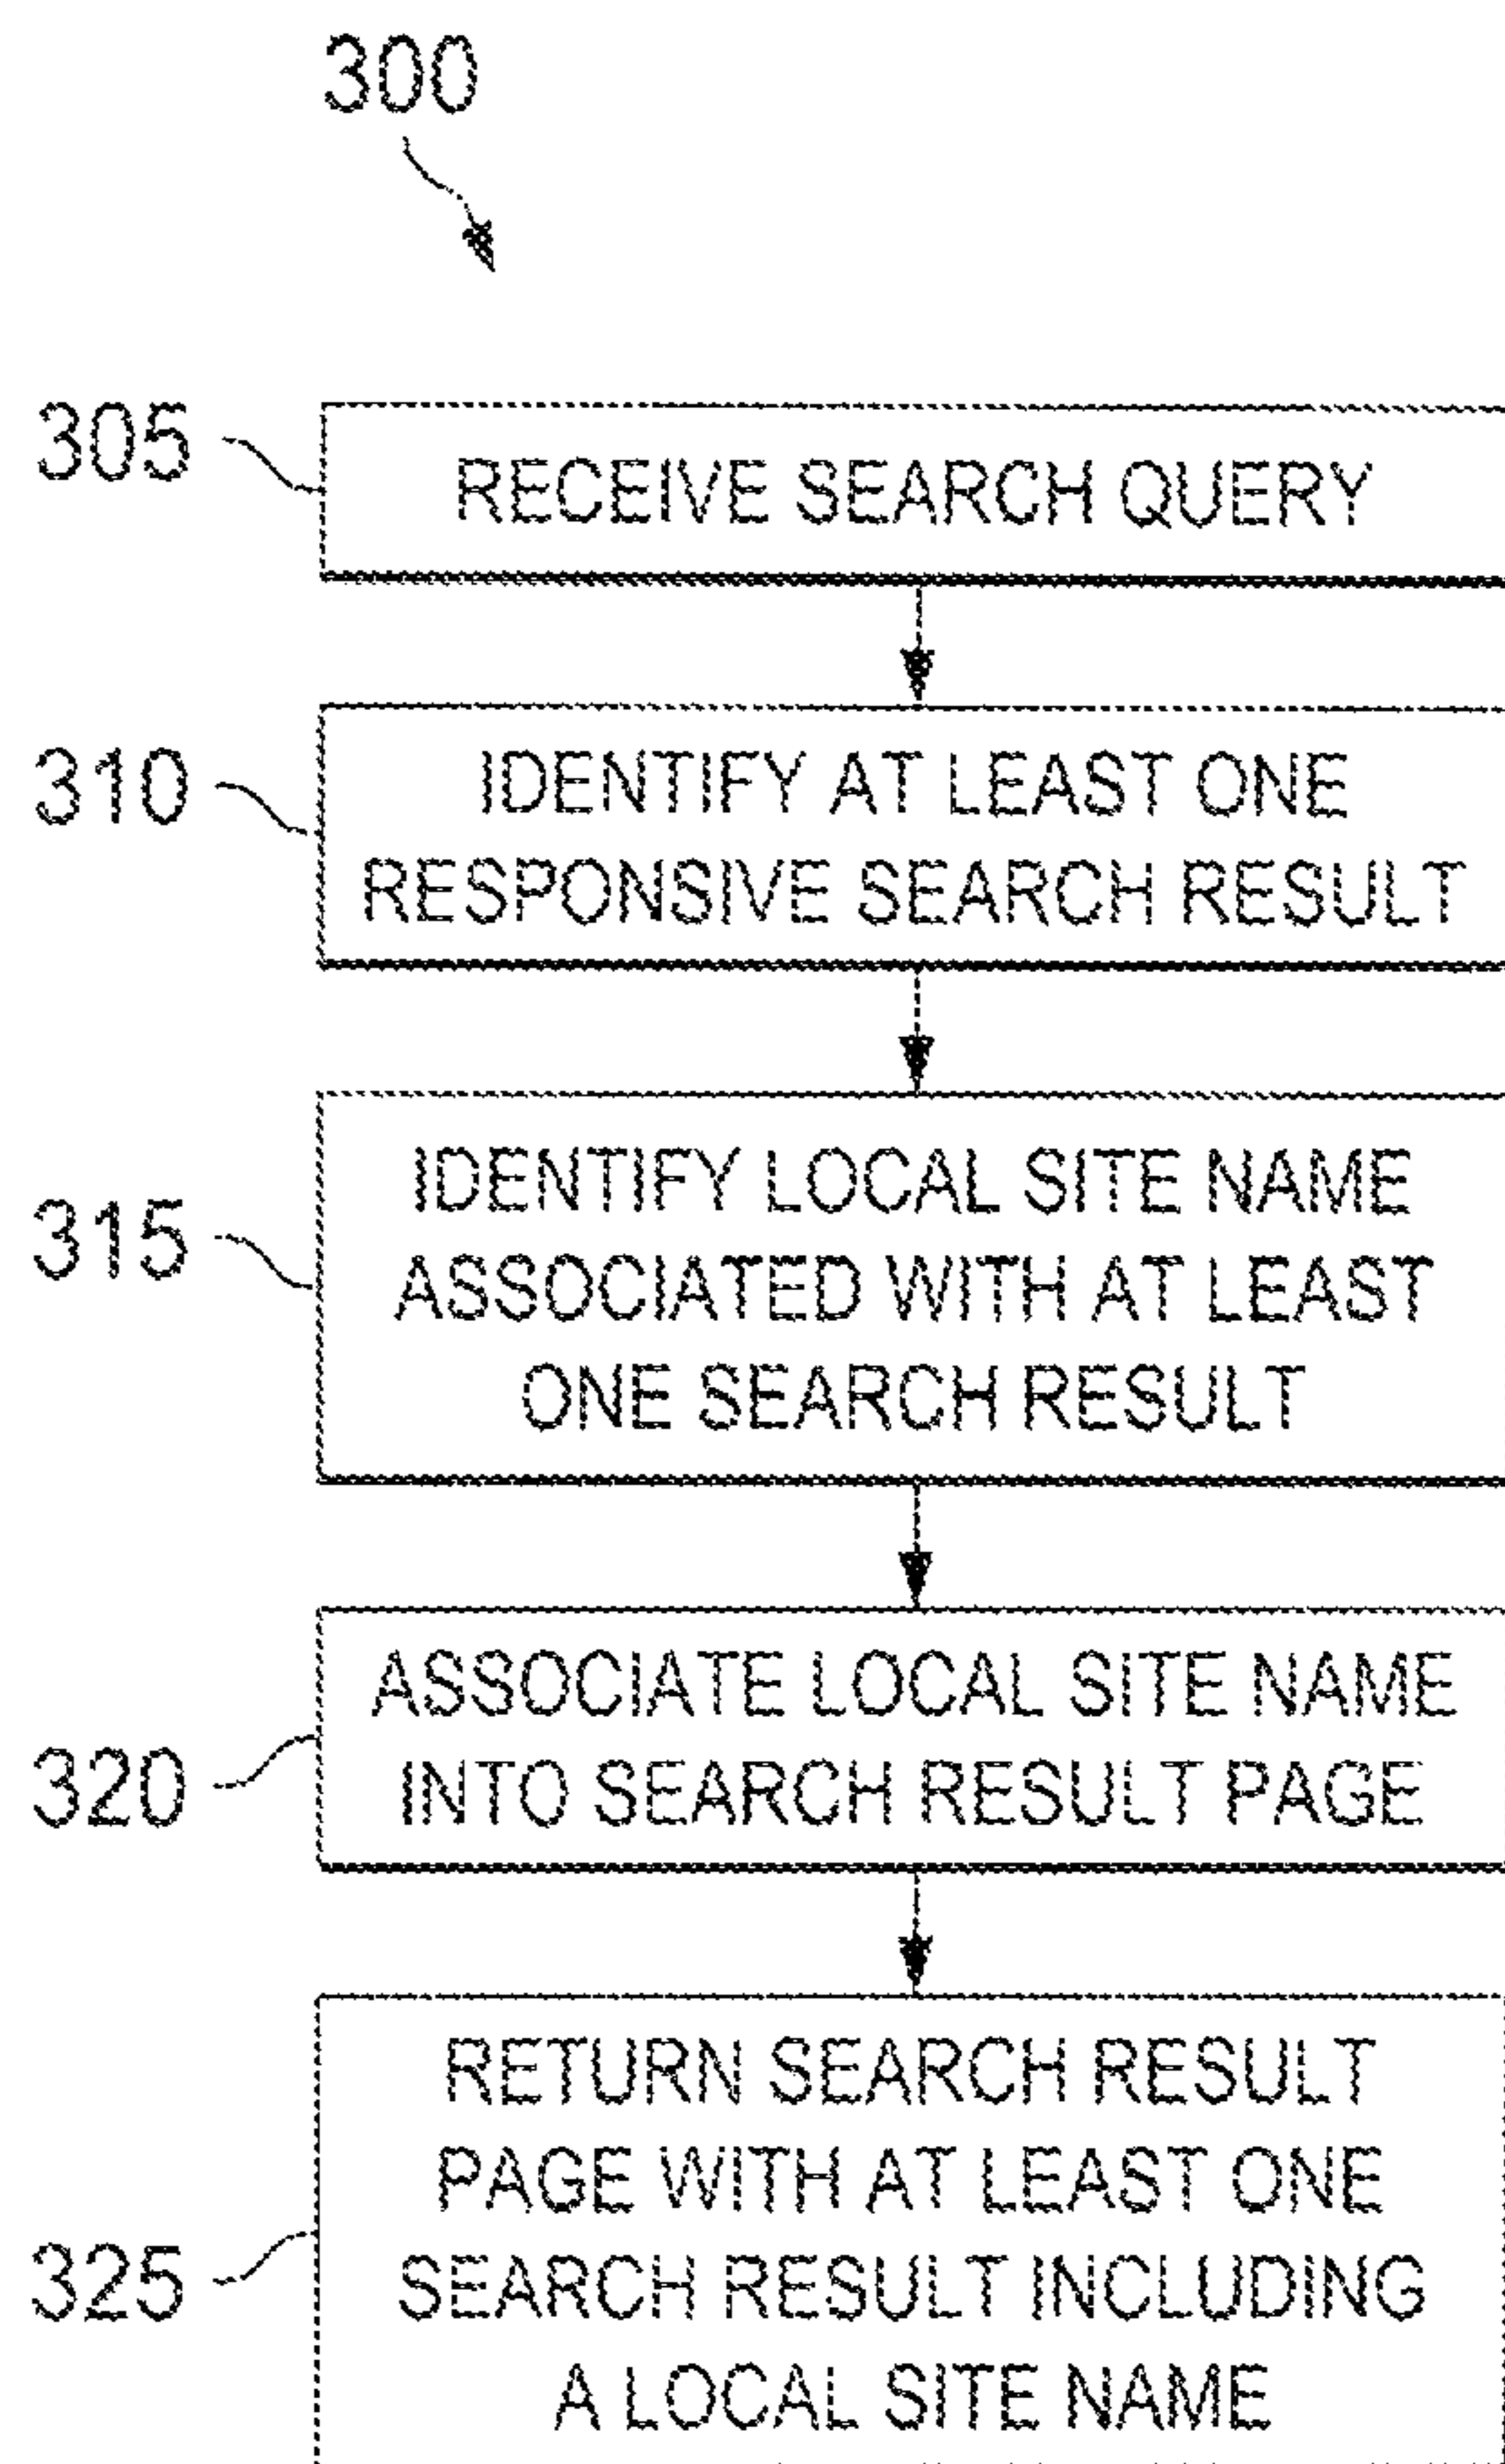 300
305
RECEIVE SEARCH QUERY
310
IDENTIFY AT LEAST ONE
RESPONSIVE SEARCH RESULT
315
IDENTIFY LOCAL SITE NAME
ASSOCIATED WITH AT LEAST
ONE SEARCH RESULT
320
ASSOCIATE LOCAL SITE NAME
INTO SEARCH RESULT PAGE
325
RETURN SEARCH RESULT
PAGE WITH AT LEAST ONE
SEARCH RESULT INCLUDING
A LOCAL SITE NAME